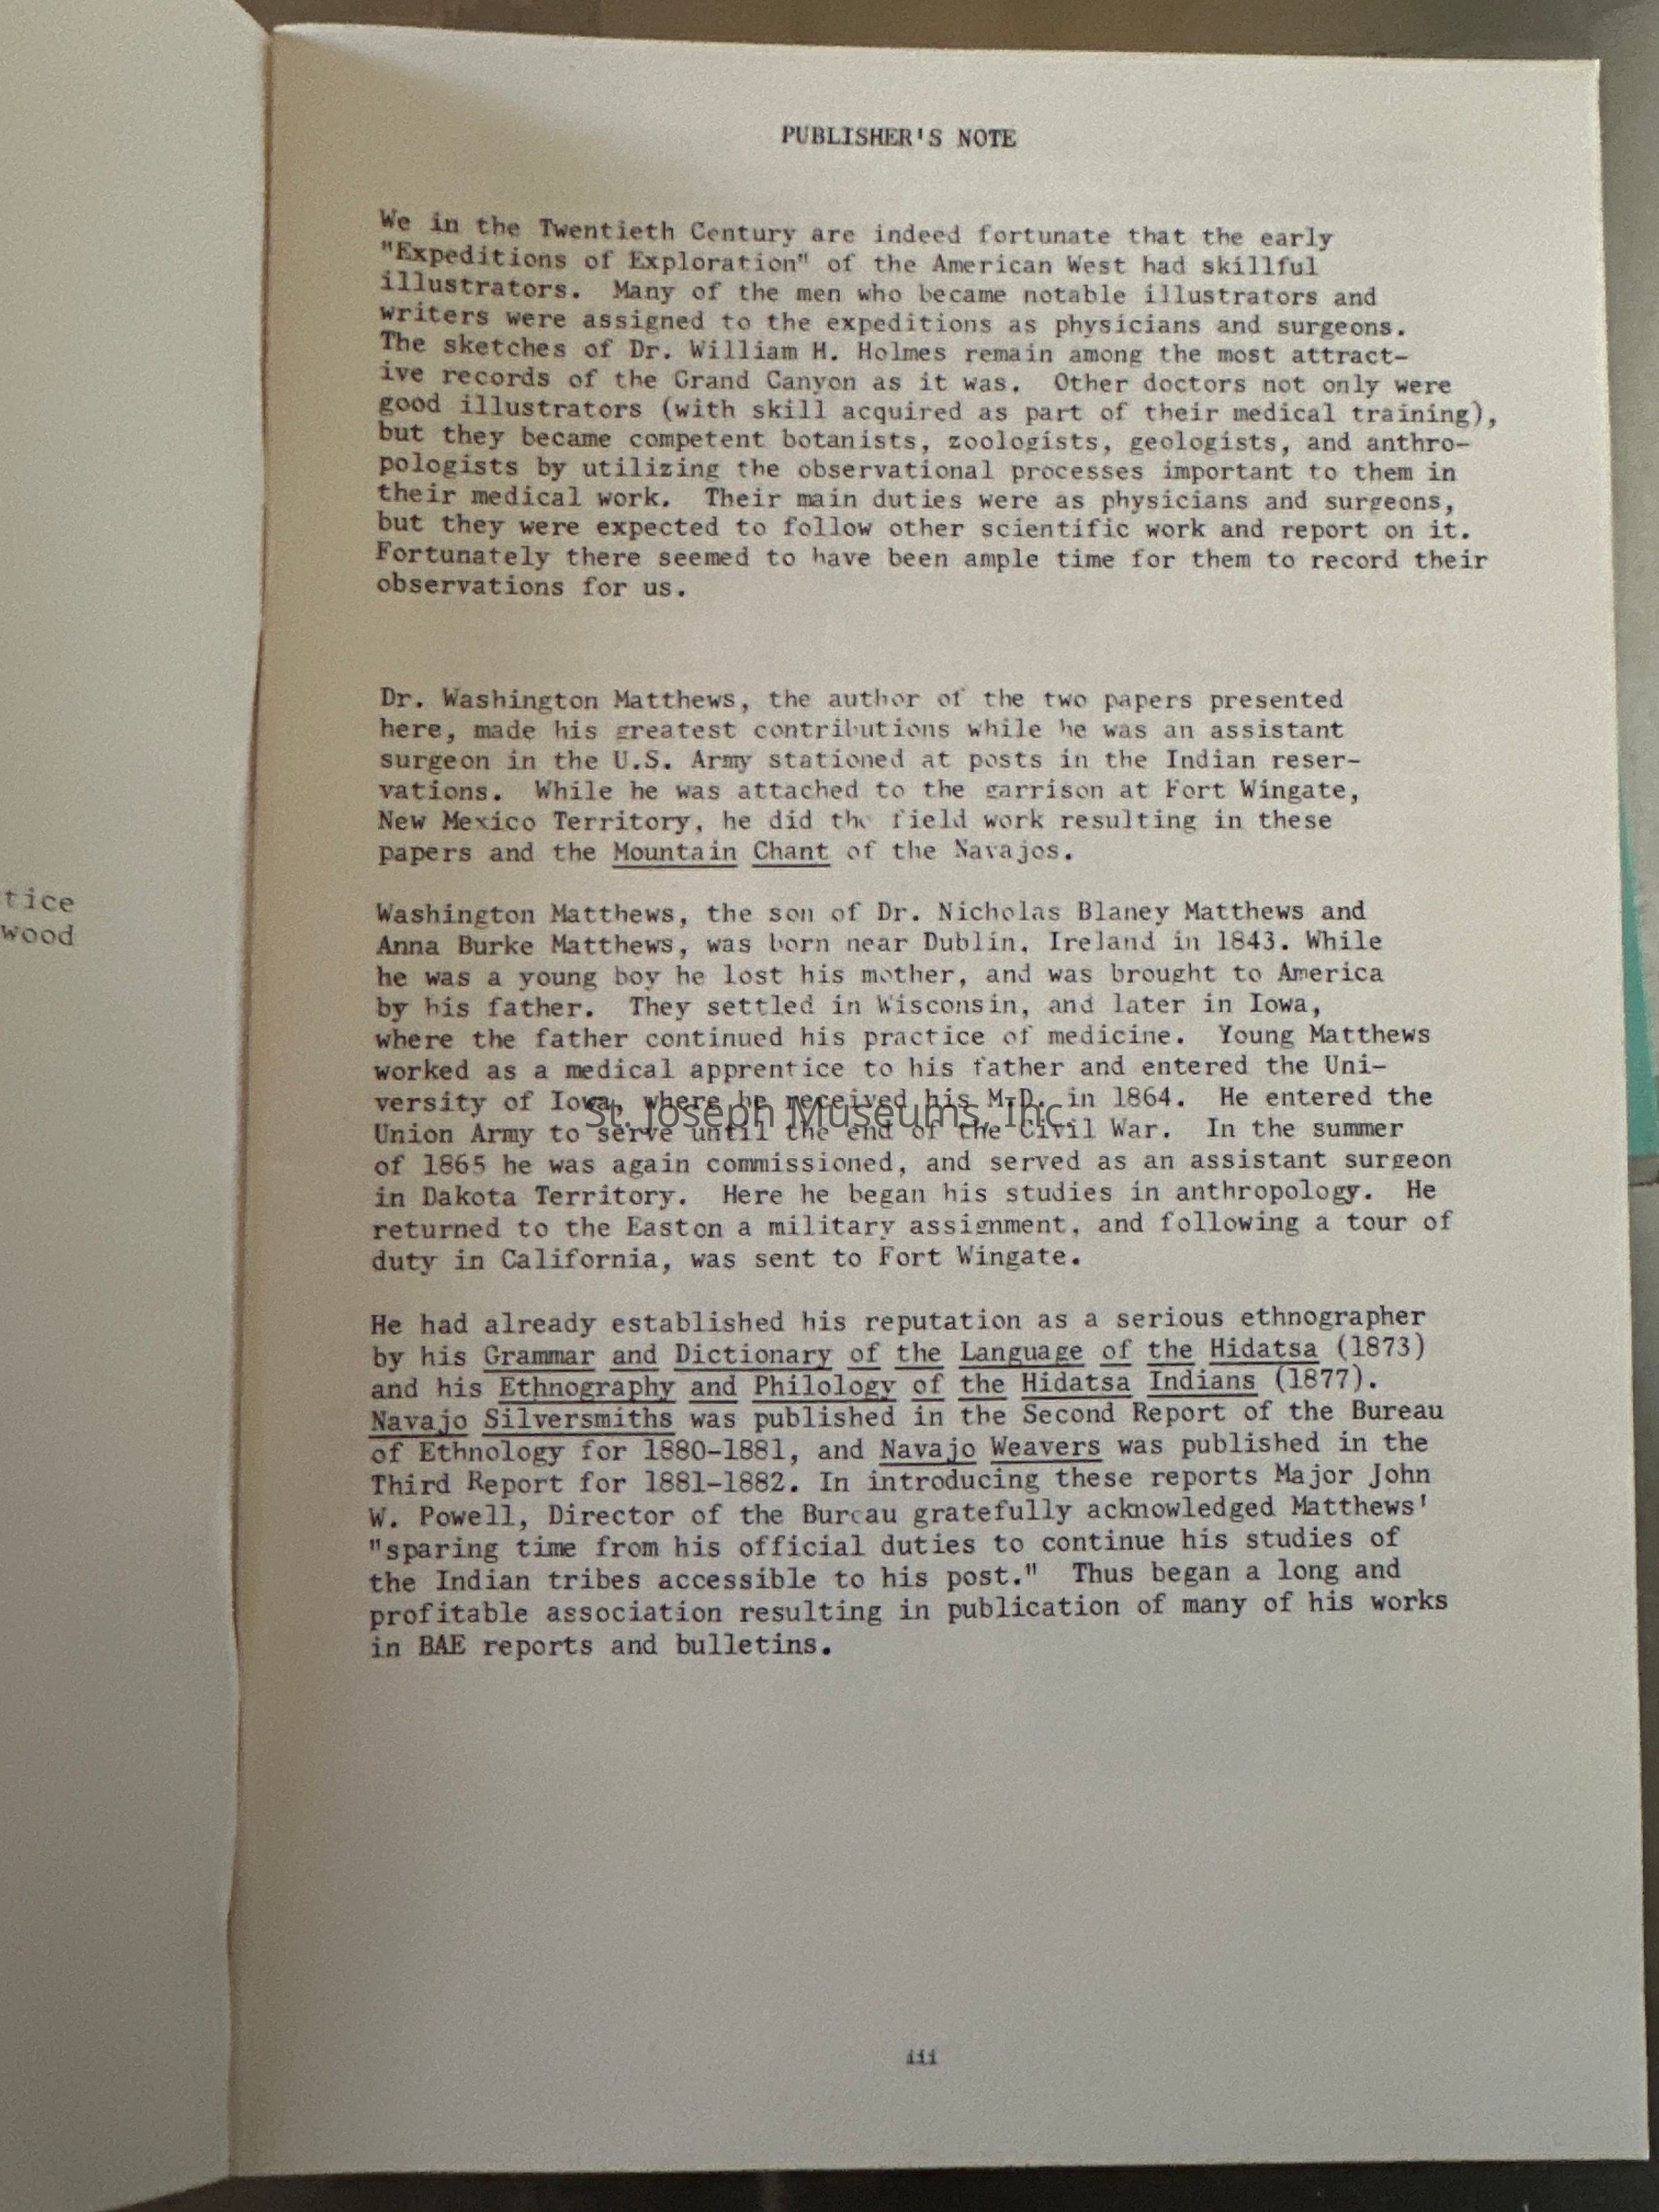 PUBLISHER'S NOTE
We in the Twentieth Century are indeed fortunate that the early
"Expeditions of Exploration" of the American West had skillful
illustrators. Many of the men who became notable illustrators and
writers were assigned to the expeditions as physicians and surgeons.
The sketches of Dr. William H. Holmes remain among the most attract-
ive records of the Grand Canyon as it was. Other doctors not only were
good illustrators (with skill acquired as part of their medical training),
but they became competent botanists, zoologists, geologists, and anthro-
pologists by utilizing the observational processes important to them in
their medical work. Their main duties were as physicians and surgeons,
but they were expected to follow other scientific work and report on it.
Fortunately there seemed to have been ample time for them to record their
observations for us.
Dr. Washington Matthews, the author of the two papers presented
here, made his greatest contributions while he was an assistant
surgeon in the U.S. Army stationed at posts in the Indian reser-
vations. While he was attached to the garrison at Fort Wingate,
New Mexico Territory, he did the field work resulting in these
papers and the Mountain Chant of the Navajos.
tice
wood
Washington Matthews, the son of Dr. Nicholas Blaney Matthews and
Anna Burke Matthews, was born near Dublin, Ireland in 1843. While
he was a young boy he lost his mother, and was brought to America
by his father. They settled in Wisconsin, and later in Iowa,
where the father continued his practice of medicine. Young Matthews
worked as a medical apprentice to his father and entered the Uni-
versity of Iowa, where he received his M.D. in 1864. He entered the
St. Joseph Museums, Inc.
Union Army to serve until the end of the Civil War. In the summer
of 1865 he was again commissioned, and served as an assistant surgeon
in Dakota Territory. Here he began his studies in anthropology. He
returned to the Easton a military assignment, and following a tour of
duty in California, was sent to Fort Wingate.
He had already established his reputation as a serious ethnographer
by his Grammar and Dictionary of the Language of the Hidatsa (1873)
and his Ethnography and Philology of the Hidatsa Indians (1877).
Navajo Silversmiths was published in the Second Report of the Bureau
of Ethnology for 1880-1881, and Navajo Weavers was published in the
Third Report for 1881-1882. In introducing these reports Major John
W. Powell, Director of the Bureau gratefully acknowledged Matthews'
"sparing time from his official duties to continue his studies of
the Indian tribes accessible to his post." Thus began a long and
profitable association resulting in publication of many of his works
in BAE reports and bulletins.
iii